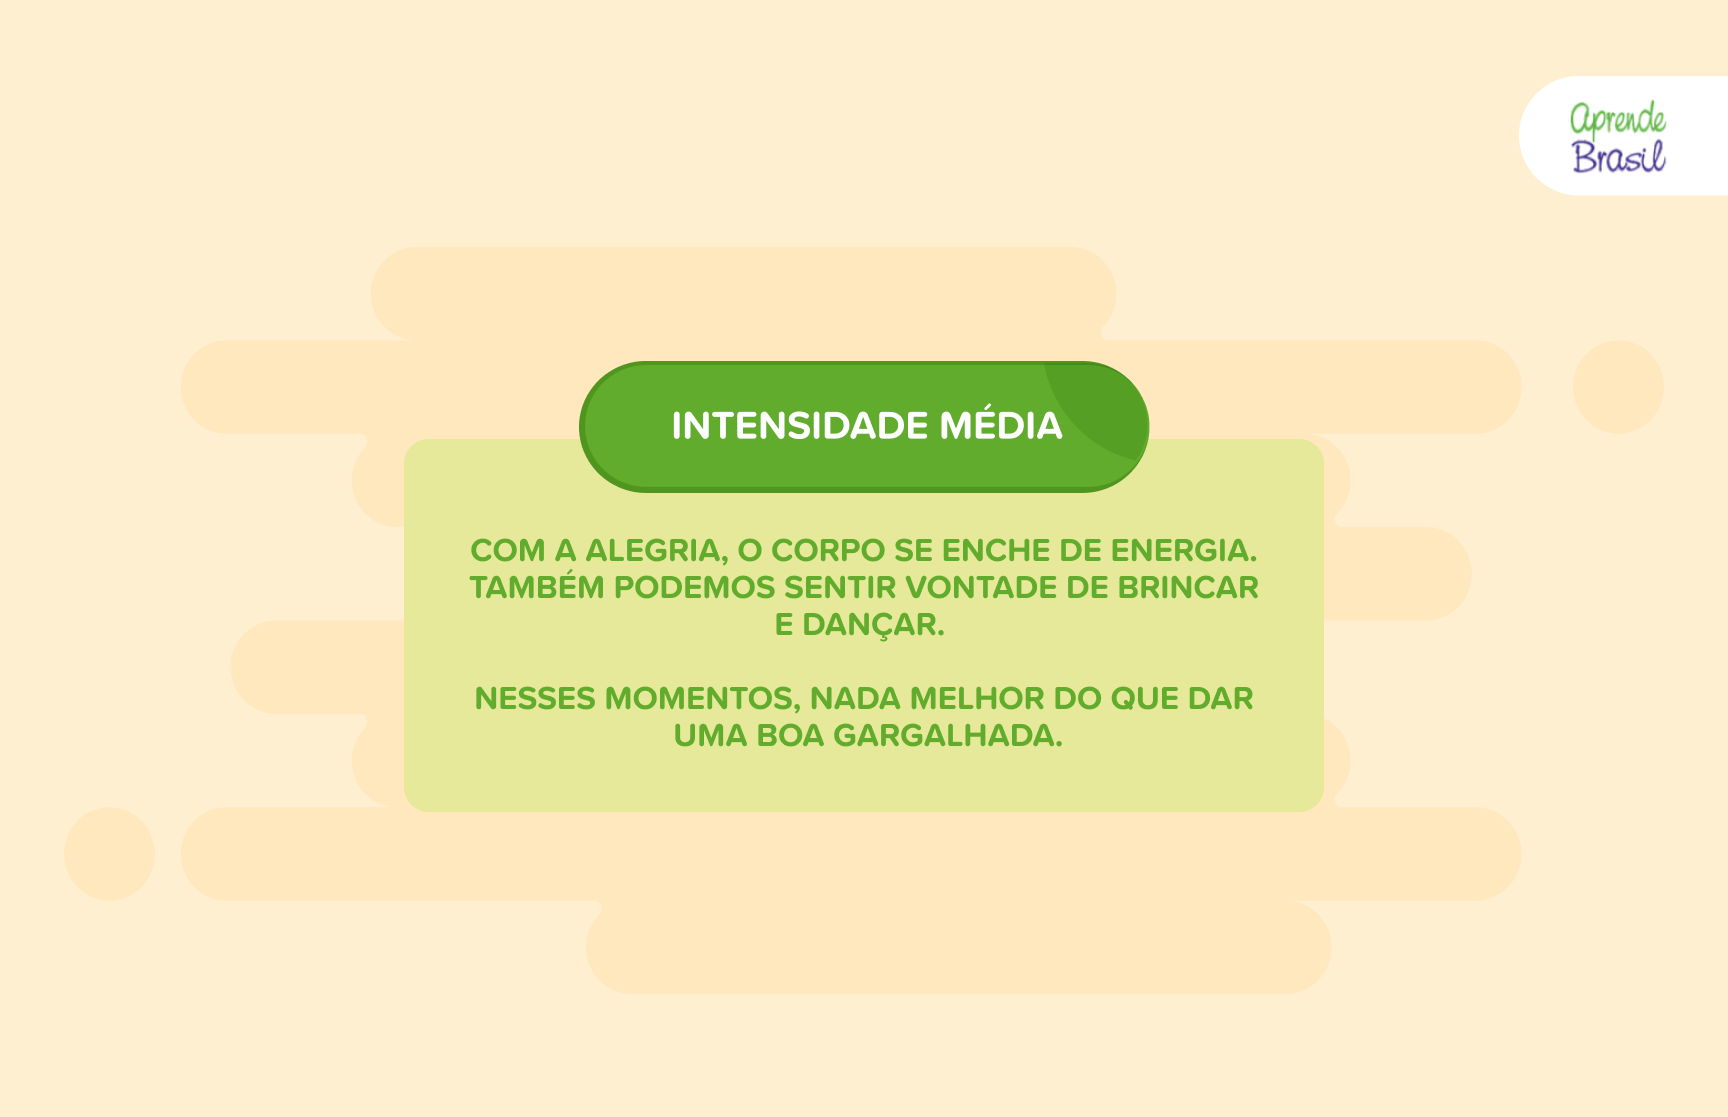 aprende
Brasil
INTENSIDADE MÉDIA
COM A ALEGRIA, O CORPO SE ENCHE DE ENERGIA.
TAMBÉM PODEMOS SENTIR VONTADE DE BRINCAR
E DANÇAR.
NESSES MOMENTOS, NADA MELHOR DO QUE DAR
UMA BOA GARGALHADA.